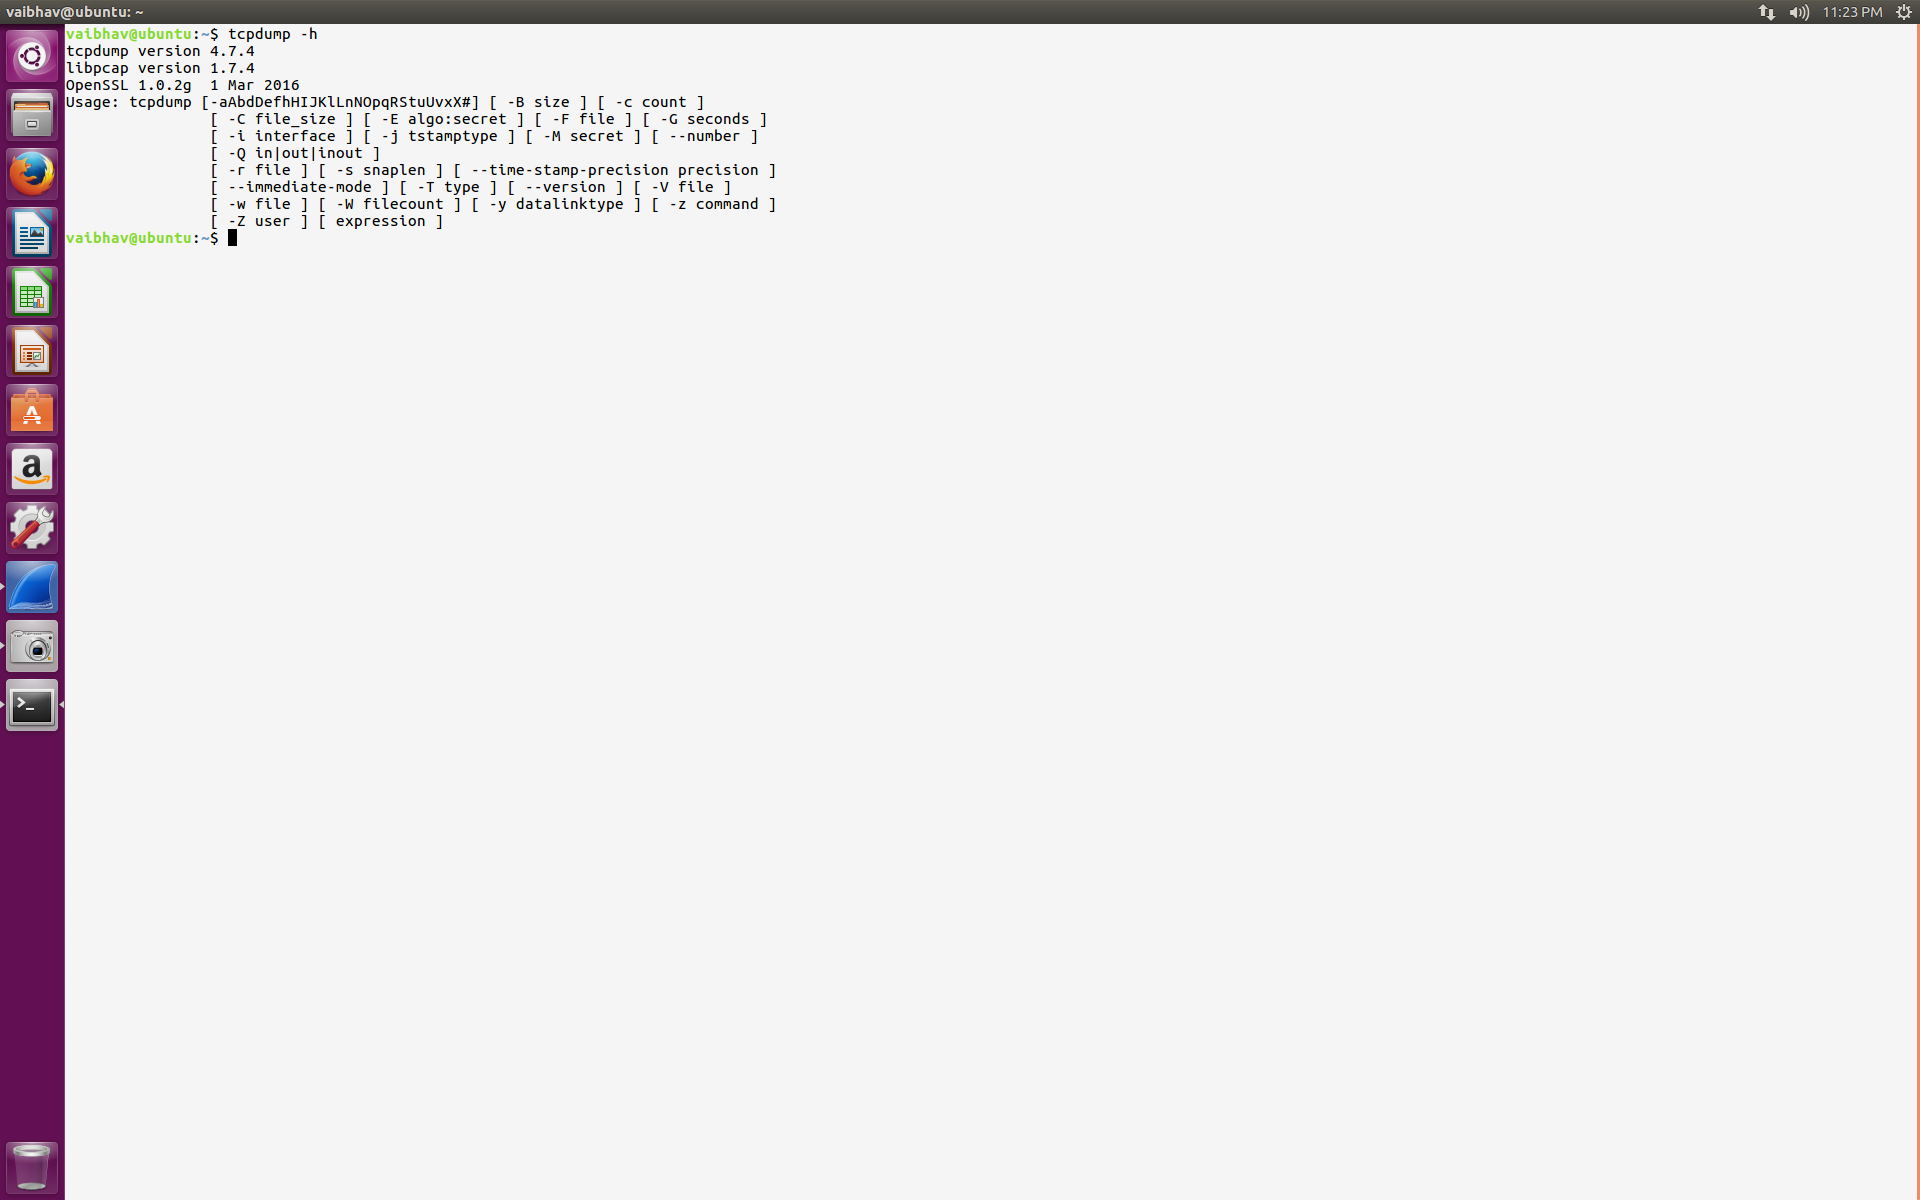 vaibhav@ubuntu: ~
11:23 PM
vaibhav@ubuntu:~$ tcpdump -h
tcpdump version 4.7.4
libpcap version 1.7.4
OpenSSL 1.0.2g  1 Mar 2016
Usage: tcpdump [-aAbdDefhHIJKlLnNOpqRStuUvxX#] [ -B size ] [ -c count ]
                [ -C file_size ] [ -E algo:secret ] [ -F file ] [ -G seconds ]
                [ -i interface ] [ -j tstamptype ] [ -M secret ] [ --number ]
                [ -Q in|out|inout ]
                [ -r file ] [ -s snaplen ] [ --time-stamp-precision precision ]
                [ --immediate-mode ] [ -T type ] [ --version ] [ -V file ]
                [ -w file ] [ -W filecount ] [ -y datalinktype ] [ -z command ]
                [ -Z user ] [ expression ]
vaibhav@ubuntu:~$